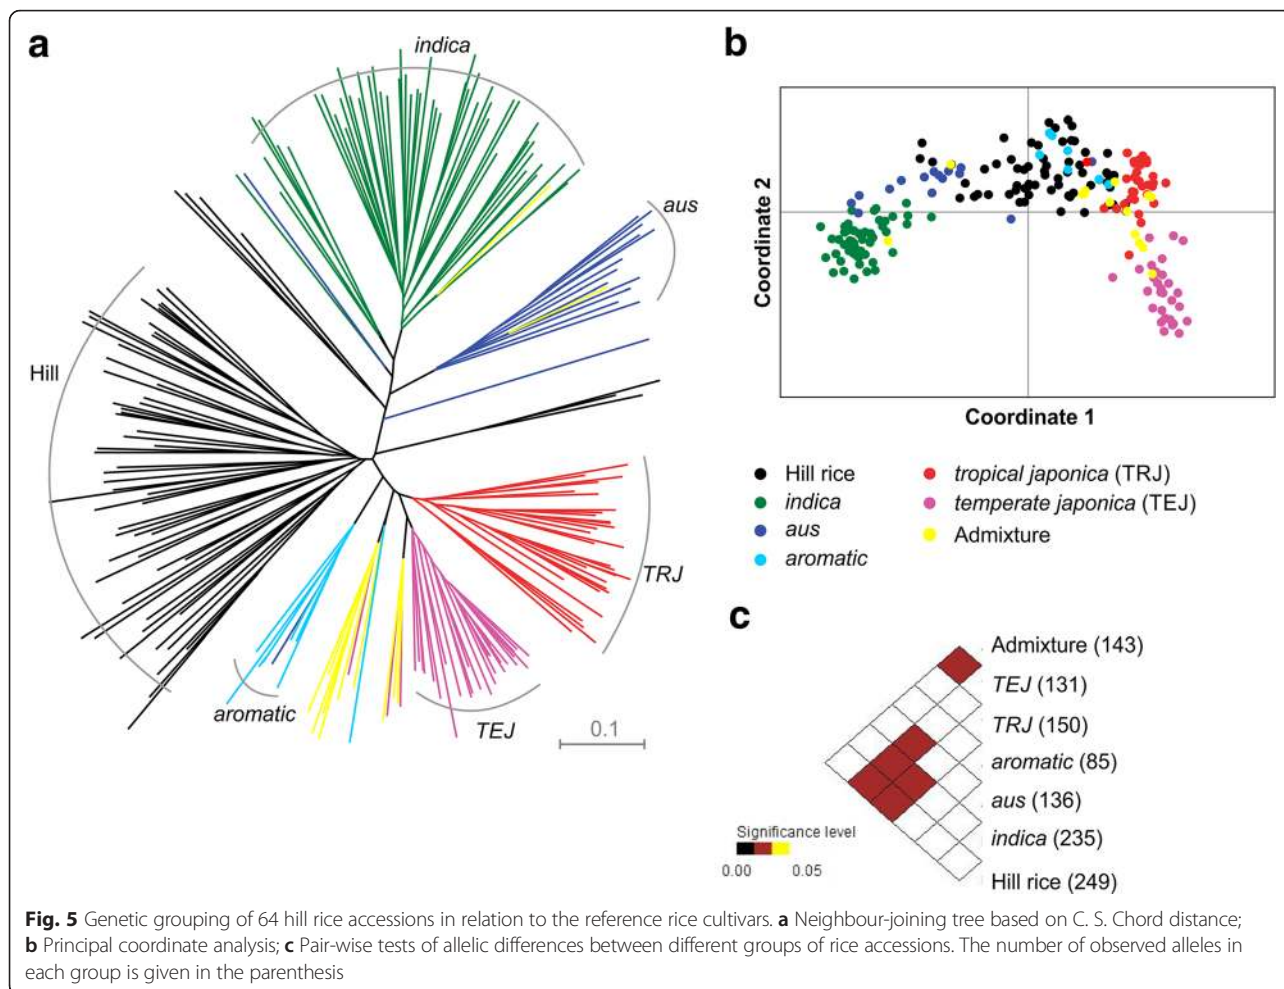 a
indica
aus
Hill
TRJ
aromatic
TEJ
0.1
b
Coordinate 2
Coordinate 1
Hill rice
indica
aus
aromatic
tropical japonica (TRJ)
temperate japonica (TEJ)
Admixture
c
Admixture (143)
TEJ (131)
TRJ (150)
aromatic (85)
aus (136)
indica (235)
Hill rice (249)
Significance level
0.00 0.05
Fig. 5 Genetic grouping of 64 hill rice accessions in relation to the reference rice cultivars. a Neighbour-joining tree based on C. S. Chord distance;
b Principal coordinate analysis; c Pair-wise tests of allelic differences between different groups of rice accessions. The number of observed alleles in
each group is given in the parenthesis